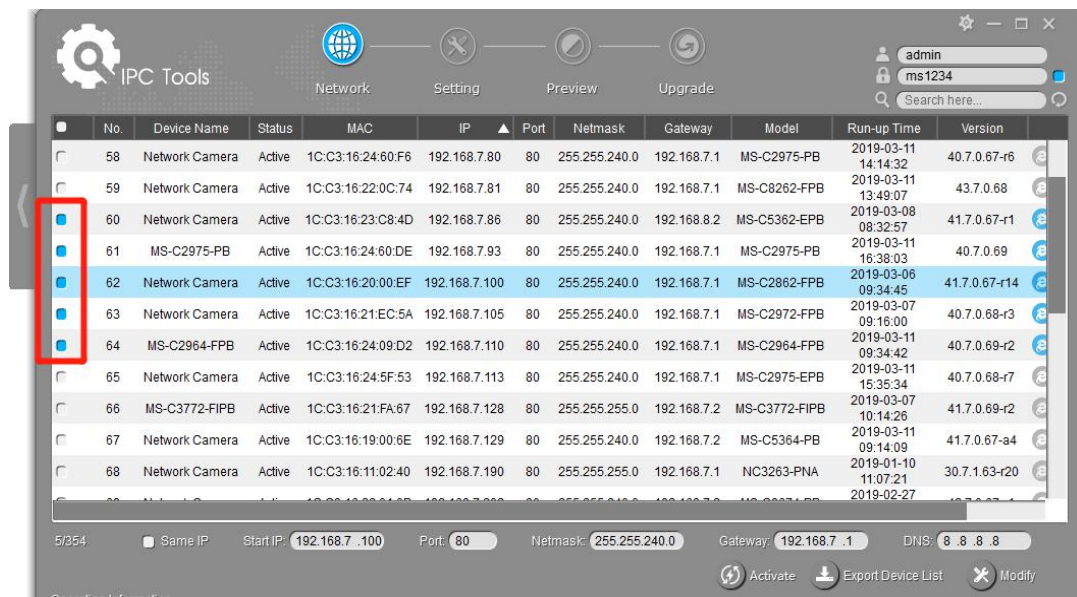 admin
IPC Tools
ms1234
Network Setting Preview Upgrade
Search here...
No. Device Name Status MAC IP Port Netmask Gateway Model Run-up Time Version
58 Network Camera Active 1C:C3:16:24:60:F6 192.168.7.80 80 255.255.240.0 192.168.7.1 MS-C2975-PB 2019-03-11 14:14:32 40.7.0.67-r6
59 Network Camera Active 1C:C3:16:22:0C:74 192.168.7.81 80 255.255.240.0 192.168.7.1 MS-C8262-FPB 2019-03-11 13:49:07 43.7.0.68
60 Network Camera Active 1C:C3:16:23:C8:4D 192.168.7.86 80 255.255.240.0 192.168.8.2 MS-C5362-EPB 2019-03-08 08:32:57 41.7.0.67-r1
61 MS-C2975-PB Active 1C:C3:16:24:60:DE 192.168.7.93 80 255.255.240.0 192.168.7.1 MS-C2975-PB 2019-03-11 16:38:03 40.7.0.69
62 Network Camera Active 1C:C3:16:20:00:EF 192.168.7.100 80 255.255.240.0 192.168.7.1 MS-C2862-FPB 2019-03-06 09:34:45 41.7.0.67-r14
63 Network Camera Active 1C:C3:16:21:EC:5A 192.168.7.105 80 255.255.240.0 192.168.7.1 MS-C2972-FPB 2019-03-07 09:16:00 40.7.0.68-r3
64 MS-C2964-FPB Active 1C:C3:16:24:09:D2 192.168.7.110 80 255.255.240.0 192.168.7.1 MS-C2964-FPB 2019-03-11 09:34:42 40.7.0.69-r2
65 Network Camera Active 1C:C3:16:24:5F:53 192.168.7.113 80 255.255.240.0 192.168.7.1 MS-C2975-EPB 2019-03-11 15:35:34 40.7.0.68-r7
66 MS-C3772-FIPB Active 1C:C3:16:21:FA:67 192.168.7.128 80 255.255.255.0 192.168.7.2 MS-C3772-FIPB 2019-03-07 10:14:26 41.7.0.69-r2
67 Network Camera Active 1C:C3:16:19:00:6E 192.168.7.129 80 255.255.240.0 192.168.7.2 MS-C5364-PB 2019-03-11 09:14:09 41.7.0.67-a4
68 Network Camera Active 1C:C3:16:11:02:40 192.168.7.190 80 255.255.255.0 192.168.7.1 NC3263-PNA 2019-01-10 11:07:21 30.7.1.63-r20
2019-02-27
5/354 Same IP Start IP: 192.168.7 .100 Port: 80 Netmask: 255.255.240.0 Gateway: 192.168.7 .1 DNS: 8 .8 .8 .8
Activate Export Device List Modify